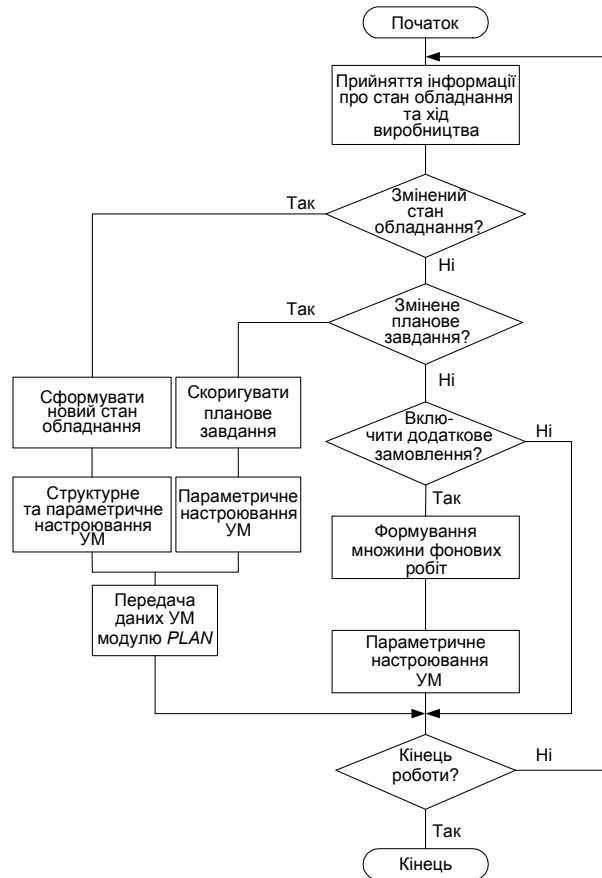 Початок
Прийняття інформації
про стан обладнання
та хід
виробництва
Так
Змінений
стан
обладнання?
Ні
Так
Змінене
планове
завдання?
Ні
Сформувати
новий стан
обладнання
Скоригувати
планове
завдання
Вклю-
чити додаткове
замовлення?
Ні
Так
Структурне
та параметричне
настроювання
УМ
Параметричне
настроювання
УМ
Формування
множини фонових
робіт
Передача
даних УМ
модулю PLAN
Параметричне
настроювання
УМ
Кінець
роботи?
Ні
Так
Кінець